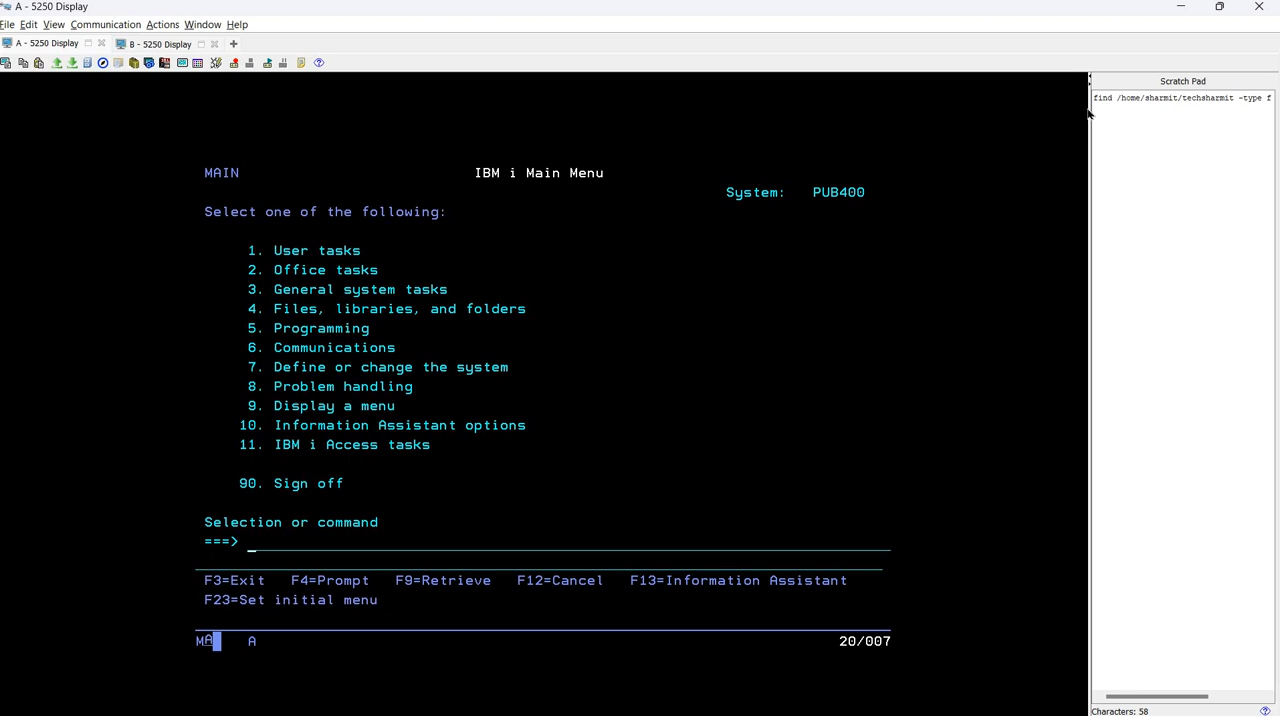 A - 5250 Display
File Edit View Communication Actions Window Help
A - 5250 Display B - 5250 Display
Scratch Pad
find /home/sharmit/techsharmit -type f
MAIN IBM i Main Menu
System: PUB400
Select one of the following:
1. User tasks
2. Office tasks
3. General system tasks
4. Files, libraries, and folders
5. Programming
6. Communications
7. Define or change the system
8. Problem handling
9. Display a menu
10. Information Assistant options
11. IBM i Access tasks
90. Sign off
Selection or command
===>
F3=Exit F4=Prompt F9=Retrieve F12=Cancel F13=Information Assistant
F23=Set initial menu
MA A 20/007
Characters: 58